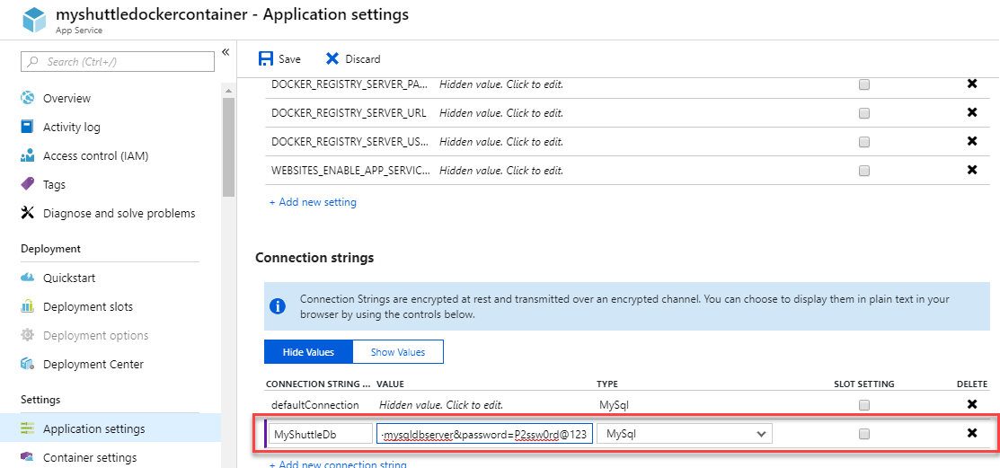 myshuttledockercontainer - Application settings
App Service
Search (Ctrl+/)
«
Overview
Activity log
Access control (IAM)
Tags
Diagnose and solve problems
Deployment
Quickstart
Deployment slots
Deployment options
Deployment Center
Settings
Application settings
Container settings
Save Discard
DOCKER_REGISTRY_SERVER_PA... Hidden value. Click to edit.
DOCKER_REGISTRY_SERVER_URL Hidden value. Click to edit.
DOCKER_REGISTRY_SERVER_US... Hidden value. Click to edit.
WEBSITES_ENABLE_APP_SERVIC... Hidden value. Click to edit.
+ Add new setting
Connection strings
Connection Strings are encrypted at rest and transmitted over an encrypted channel. You can choose to display them in plain text in your
browser by using the controls below.
Hide Values Show Values
CONNECTION STRING ... VALUE TYPE SLOT SETTING DELETE
defaultConnection Hidden value. Click to edit. MySql
MyShuttleDb -mysqldbserver&password=P2ssw0rd@123 MySql
+ Add new connection string